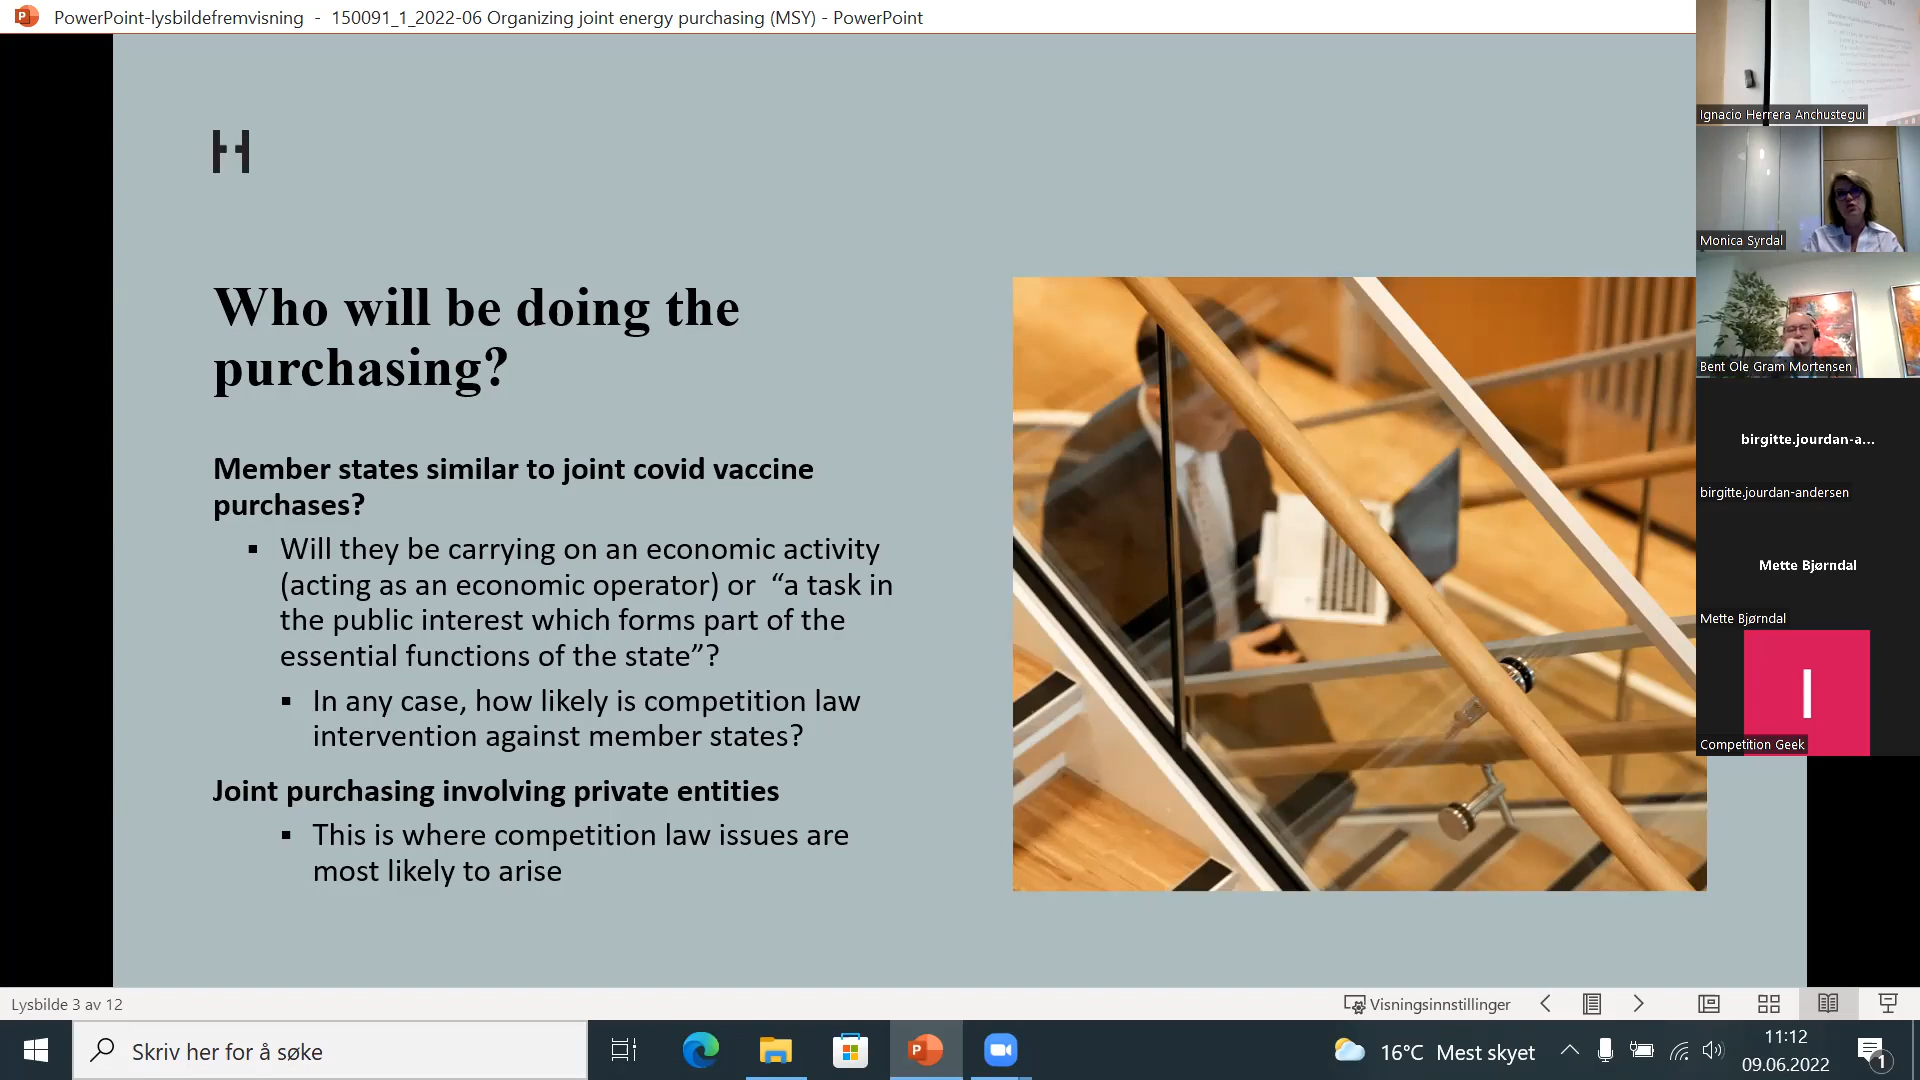 PowerPoint-lysbildefremvisning - 150091_1_2022-06 Organizing joint energy purchasing (MSY) - PowerPoint
Who will be doing the
purchasing?
Member states similar to joint covid vaccine
purchases?
▪ Will they be carrying on an economic activity
(acting as an economic operator) or “a task in
the public interest which forms part of the
essential functions of the state”?
▪ In any case, how likely is competition law
intervention against member states?
Joint purchasing involving private entities
▪ This is where competition law issues are
most likely to arise
Ignacio Herrera Anchustegui
Monica Syrdal
Bent Ole Gram Mortensen
birgitte.jourdan-a...
birgitte.jourdan-andersen
Mette Bjørndal
Mette Bjørndal
I
Competition Geek
Lysbilde 3 av 12
Visningsinnstillinger
Skriv her for å søke
16°C Mest skyet
11:12
09.06.2022
1